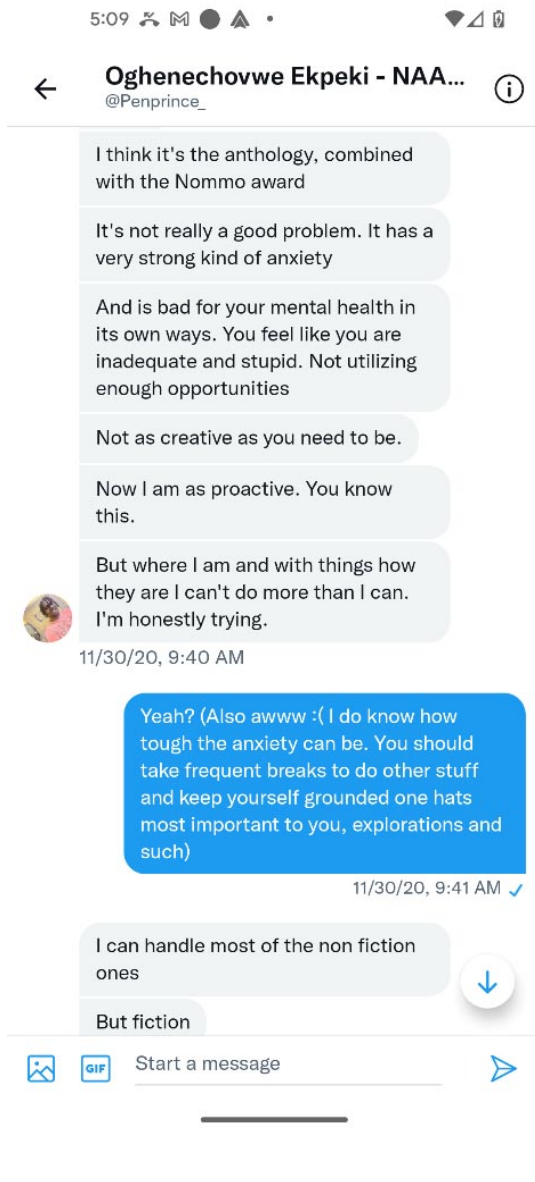 5:09
Oghenechovwe Ekpeki - NAA...
@Penprince_
I think it's the anthology, combined
with the Nommo award
It's not really a good problem. It has a
very strong kind of anxiety
And is bad for your mental health in
its own ways. You feel like you are
inadequate and stupid. Not utilizing
enough opportunities
Not as creative as you need to be.
Now I am as proactive. You know
this.
But where I am and with things how
they are I can't do more than I can.
I'm honestly trying.
11/30/20, 9:40 AM
Yeah? (Also awww :( I do know how
tough the anxiety can be. You should
take frequent breaks to do other stuff
and keep yourself grounded one hats
most important to you, explorations and
such)
11/30/20, 9:41 AM
I can handle most of the non fiction
ones
But fiction
GIF
Start a message